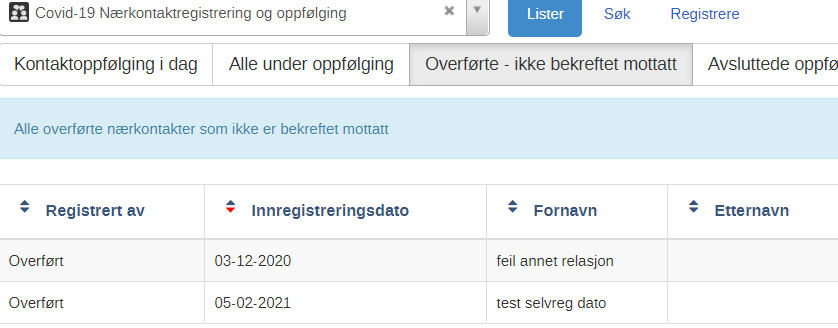 Covid-19 Nærkontaktregistrering og oppfølging
Lister Søk Registrere
Kontaktoppfølging i dag Alle under oppfølging Overførte - ikke bekreftet mottatt Avsluttede oppfø
Alle overførte nærkontakter som ikke er bekreftet mottatt
Registrert av Innregistreringsdato Fornavn Etternavn
Overført 03-12-2020 feil annet relasjon
Overført 05-02-2021 test selvreg dato